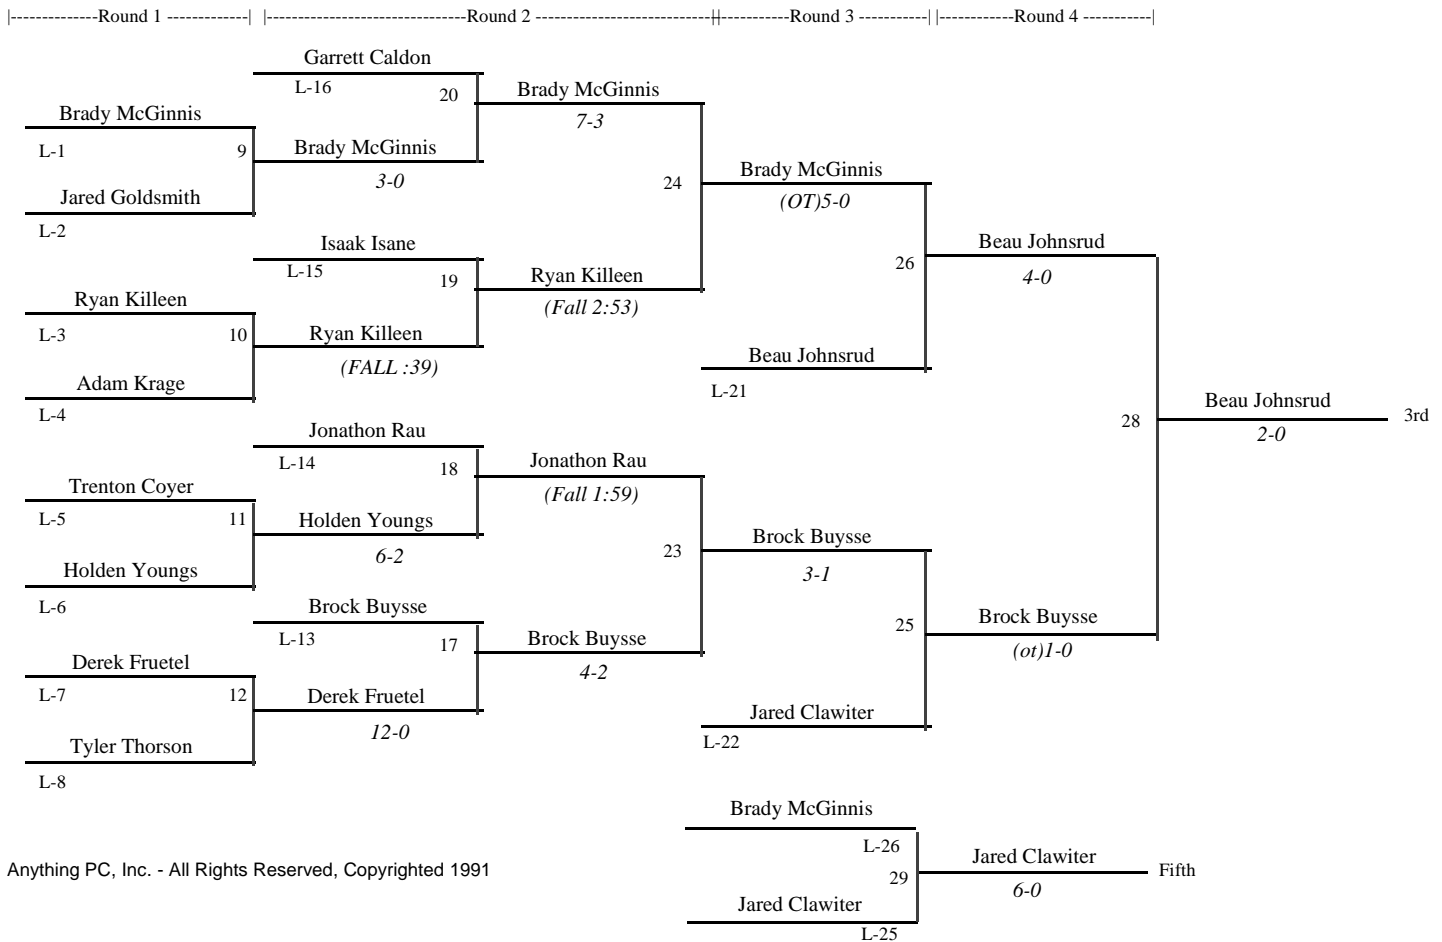 |-------------Round 1 -------------| |-----------------------------Round 2 --------------------------||-----------Round 3 -----------| |------------Round 4 -----------|
Garrett Caldon
L-16
20
Brady McGinnis
7-3
Brady McGinnis
L-1
9
Brady McGinnis
3-0
Jared Goldsmith
L-2
24
Brady McGinnis
(OT)5-0
Isaak Isane
L-15
19
Ryan Killeen
(Fall 2:53)
Ryan Killeen
L-3
10
Ryan Killeen
(FALL :39)
Adam Krage
L-4
26
Beau Johnsrud
4-0
Beau Johnsrud
L-21
Jonathon Rau
L-14
18
Jonathon Rau
(Fall 1:59)
Trenton Coyer
L-5
11
Holden Youngs
6-2
Holden Youngs
L-6
28
Beau Johnsrud
2-0
3rd
23
Brock Buysse
3-1
Brock Buysse
L-13
17
Brock Buysse
4-2
Derek Fruetel
L-7
12
Derek Fruetel
12-0
Tyler Thorson
L-8
25
Brock Buysse
(ot)1-0
Jared Clawiter
L-22
Brady McGinnis
L-26
29
Jared Clawiter
6-0
Fifth
Jared Clawiter
L-25
Anything PC, Inc. - All Rights Reserved, Copyrighted 1991